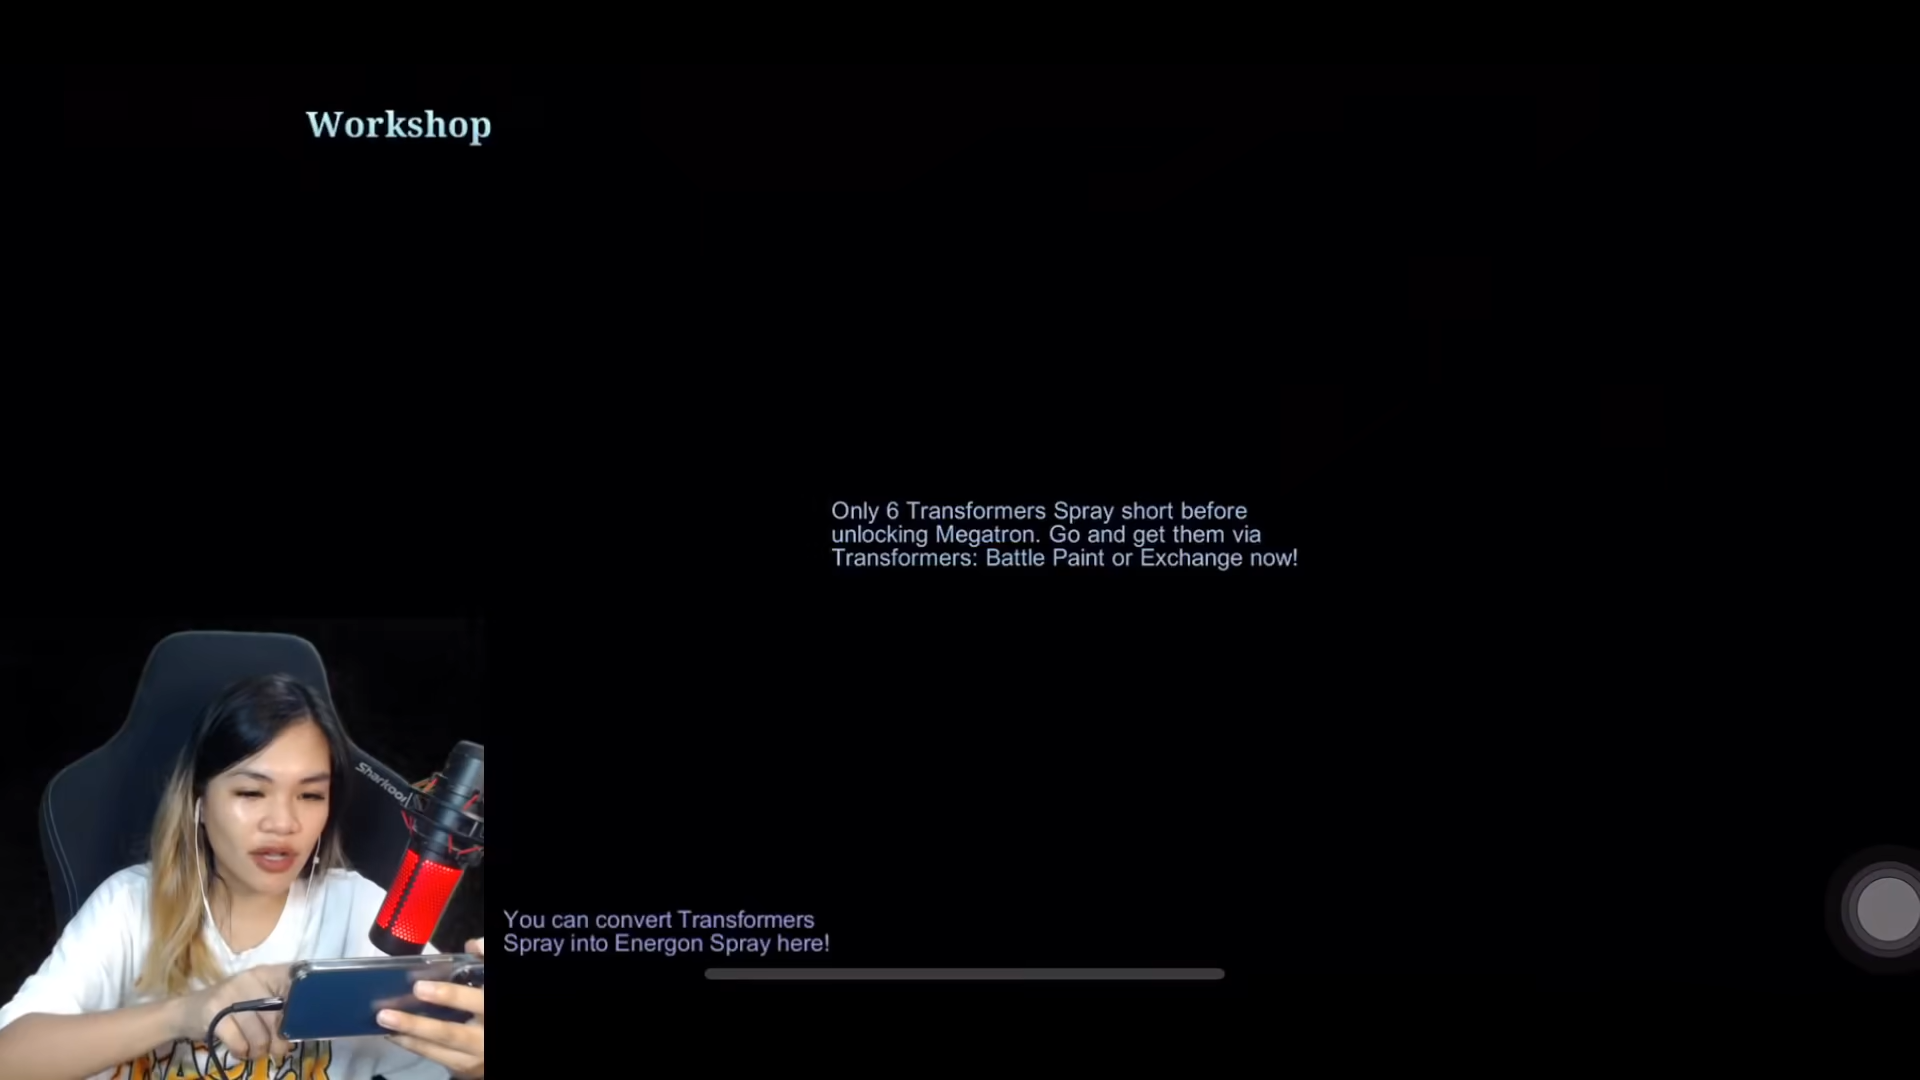 Workshop
Only 6 Transformers Spray short before
unlocking Megatron. Go and get them via
Transformers: Battle Paint or Exchange now!
Sharkoon
You can convert Transformers
Spray into Energon Spray here!